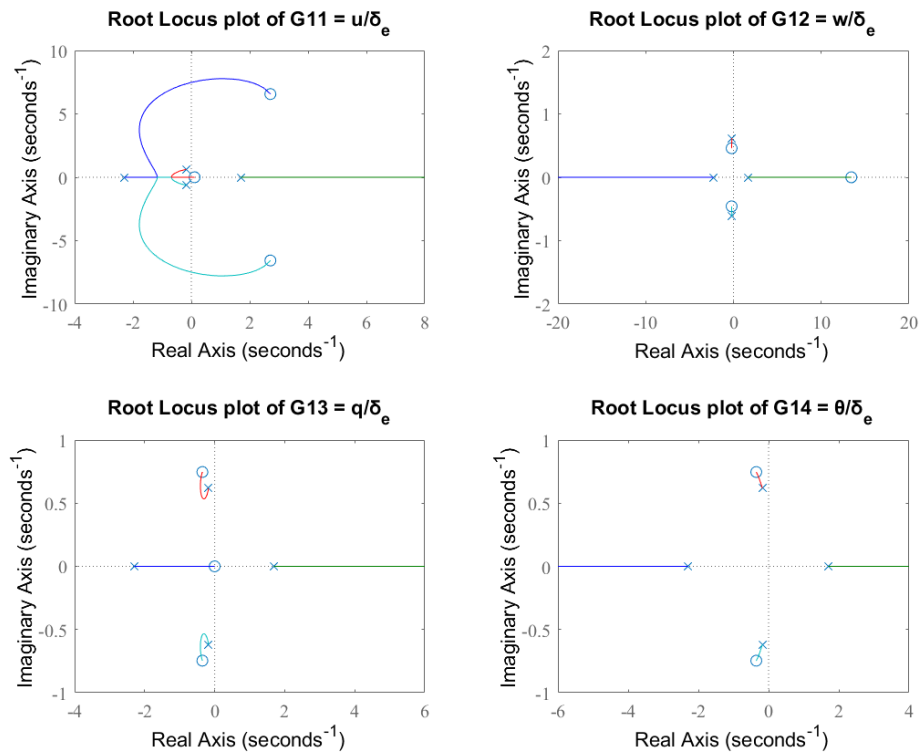 Root Locus plot of G11 = u/δₑ
Root Locus plot of G12 = w/δₑ
10
5
0
-5
-10
Imaginary Axis (seconds⁻¹)
-4 -2 0 2 4 6 8
Real Axis (seconds⁻¹)
2
1
0
-1
-2
Imaginary Axis (seconds⁻¹)
-20 -10 0 10 20
Real Axis (seconds⁻¹)
Root Locus plot of G13 = q/δₑ
Root Locus plot of G14 = θ/δₑ
1
0.5
0
-0.5
-1
Imaginary Axis (seconds⁻¹)
-4 -2 0 2 4 6
Real Axis (seconds⁻¹)
1
0.5
0
-0.5
-1
Imaginary Axis (seconds⁻¹)
-6 -4 -2 0 2 4
Real Axis (seconds⁻¹)